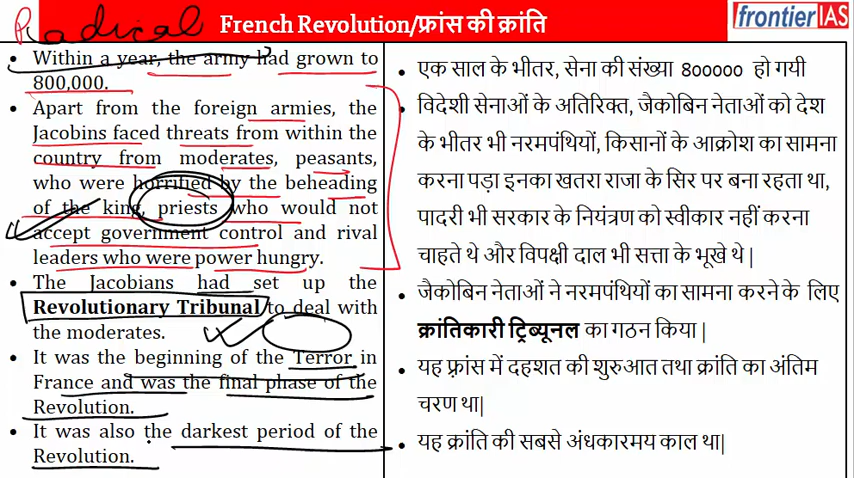 Radical
French Revolution/फ्रांस की क्रांति
frontierIAS
• Within a year, the army had grown to
800,000.
• Apart from the foreign armies, the
Jacobins faced threats from within the
country from moderates, peasants,
who were horrified by the beheading
of the king, priests who would not
accept government control and rival
leaders who were power hungry.
• The Jacobians had set up the
Revolutionary Tribunal to deal with
the moderates.
• It was the beginning of the Terror in
France and was the final phase of the
Revolution.
• It was also the darkest period of the
Revolution.
• एक साल के भीतर, सेना की संख्या 800000 हो गयी
• विदेशी सेनाओं के अतिरिक्त, जैकोबिन नेताओं को देश
के भीतर भी नरमपंथियों, किसानों के आक्रोश का सामना
करना पड़ा इनका खतरा राजा के सिर पर बना रहता था,
पादरी भी सरकार के नियंत्रण को स्वीकार नहीं करना
चाहते थे और विपक्षी दाल भी सत्ता के भूखे थे |
• जैकोबिन नेताओं ने नरमपंथियों का सामना करने के लिए
क्रांतिकारी ट्रिब्यूनल का गठन किया |
• यह फ़्रांस में दहशत की शुरुआत तथा क्रांति का अंतिम
चरण था|
• यह क्रांति की सबसे अंधकारमय काल था|